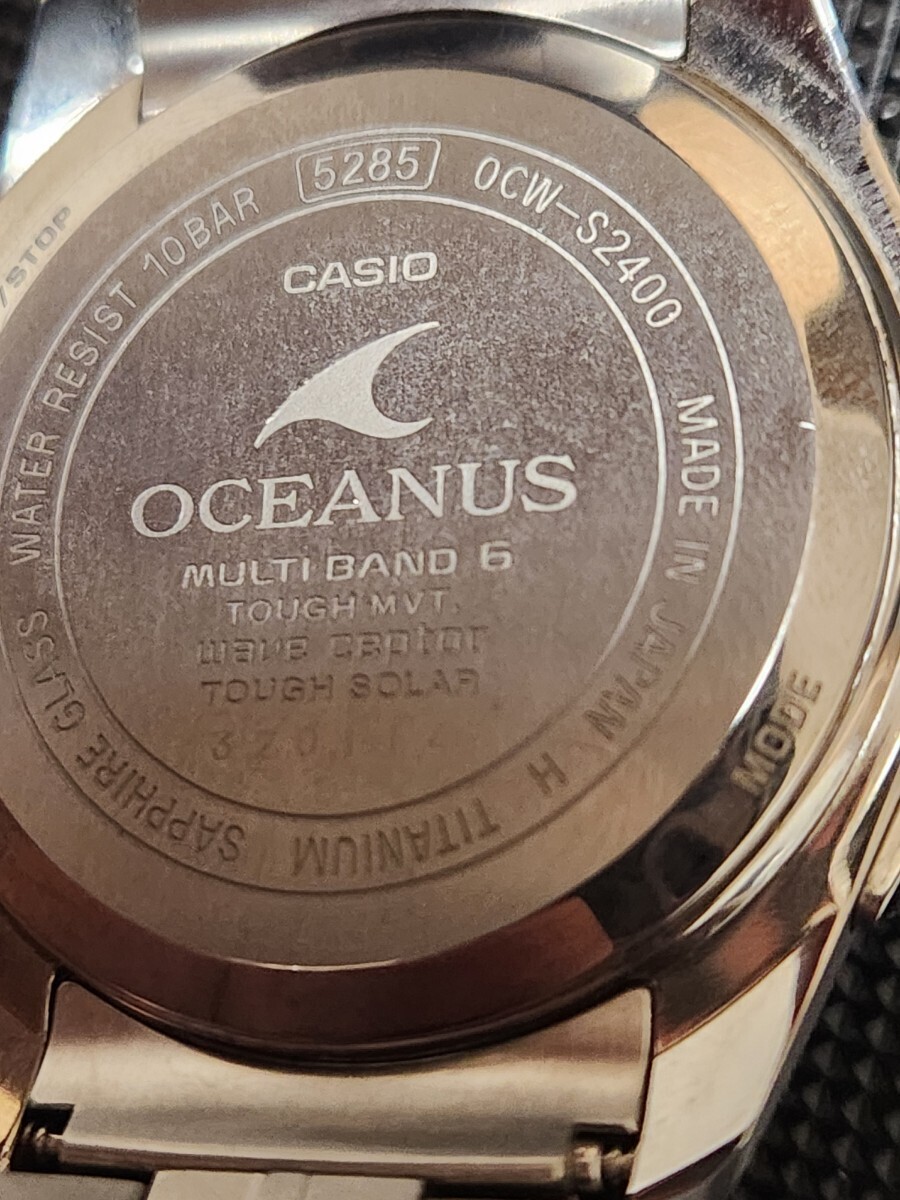 WATER RESIST 10BAR 5285 OCW-S2400 MADE IN JAPAN H TITANIUM SAPPHIRE GLASS
CASIO
OCEANUS
MULTI BAND 6
TOUGH MVT.
wave ceptor
TOUGH SOLAR
/STOP
MODE